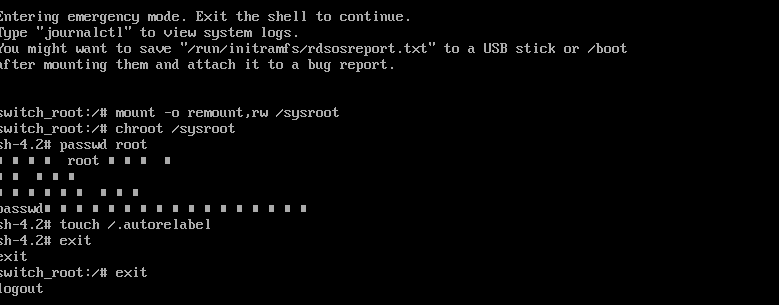 Entering emergency mode. Exit the shell to continue.
Type "journalctl" to view system logs.
You might want to save "/run/initramfs/rdsosreport.txt" to a USB stick or /boot
after mounting them and attach it to a bug report.
switch_root:/# mount -o remount,rw /sysroot
switch_root:/# chroot /sysroot
sh-4.2# passwd root
root
passwd
sh-4.2# touch /.autorelabel
sh-4.2# exit
exit
switch_root:/# exit
logout